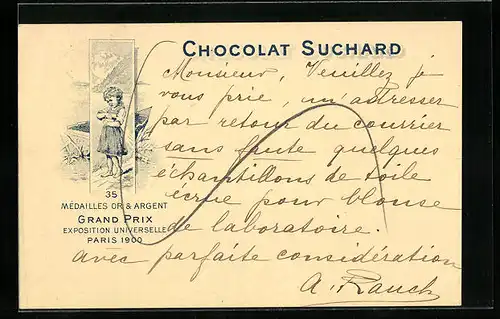 CHOCOLAT SUCHARD
Monsieur, Veuillez je
vous prie, m'adresser
par retour du courrier
sans faute quelques
échantillons de toile
écrue pour blouse
de laboratoire.
avec parfaite considération
A. Rauch
35
MÉDAILLES OR & ARGENT
GRAND PRIX
EXPOSITION UNIVERSELLE
PARIS 1900